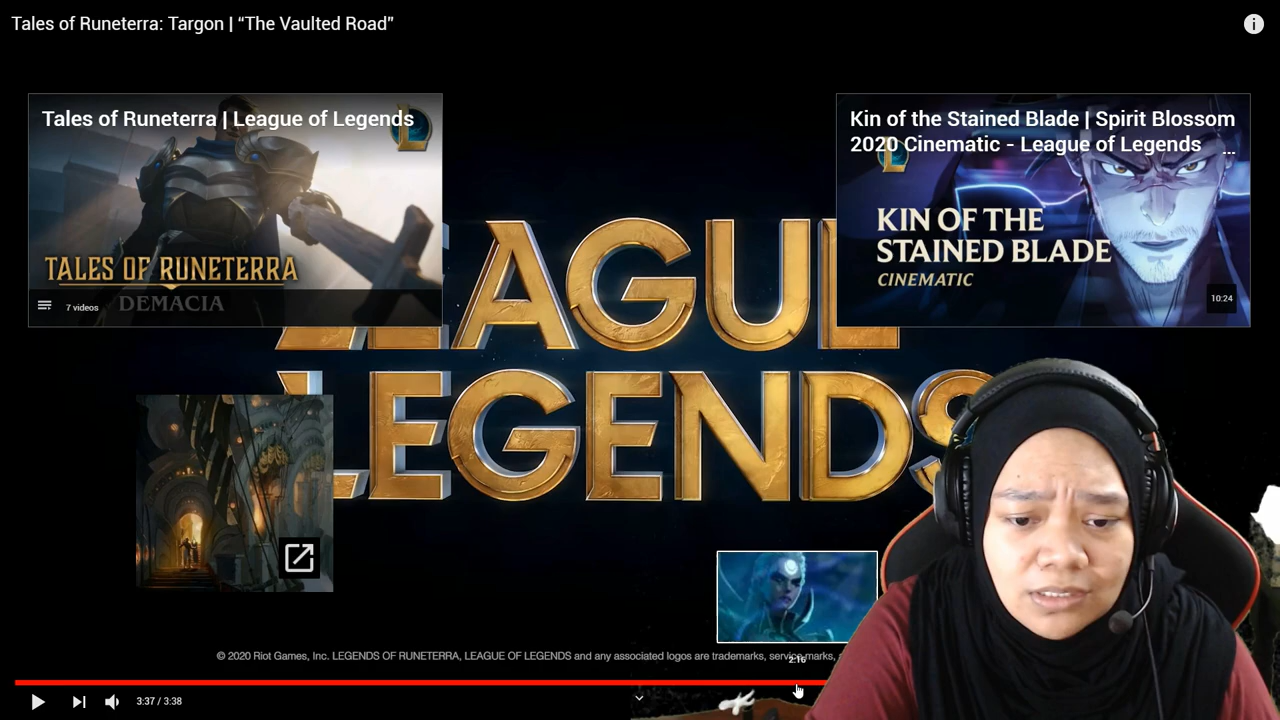 Tales of Runeterra: Targon | “The Vaulted Road”
Tales of Runeterra | League of Legends
TALES OF RUNETERRA
DEMACIA
7 videos
Kin of the Stained Blade | Spirit Blossom
2020 Cinematic - League of Legends ...
KIN OF THE
STAINED BLADE
CINEMATIC
10:24
LEAGUE
LEGENDS
© 2020 Riot Games, Inc. LEGENDS OF RUNETERRA, LEAGUE OF LEGENDS and any associated logos are trademarks, service marks,
2:16
3:37 / 3:38